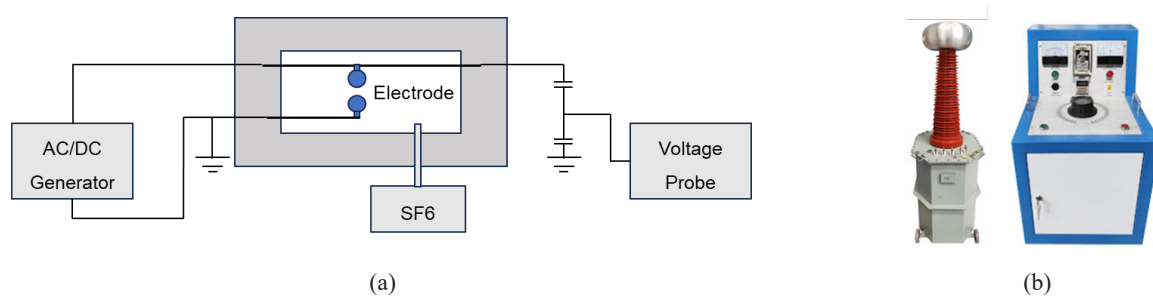 AC/DC
Generator
Electrode
SF6
Voltage
Probe
(a)
(b)